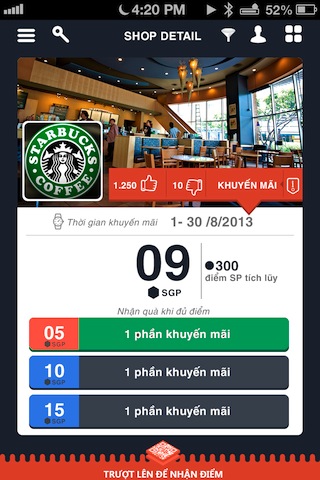 4:20 PM
52%
SHOP DETAIL
STARBUCKS
COFFEE
1.250
10
KHUYẾN MÃI
Thời gian khuyến mãi
1- 30 /8/2013
09
SGP
300
điểm SP tích lũy
Nhận quà khi đủ điểm
05
SGP
1 phần khuyến mãi
10
SGP
1 phần khuyến mãi
15
SGP
1 phần khuyến mãi
TRƯỢT LÊN ĐỂ NHẬN ĐIỂM